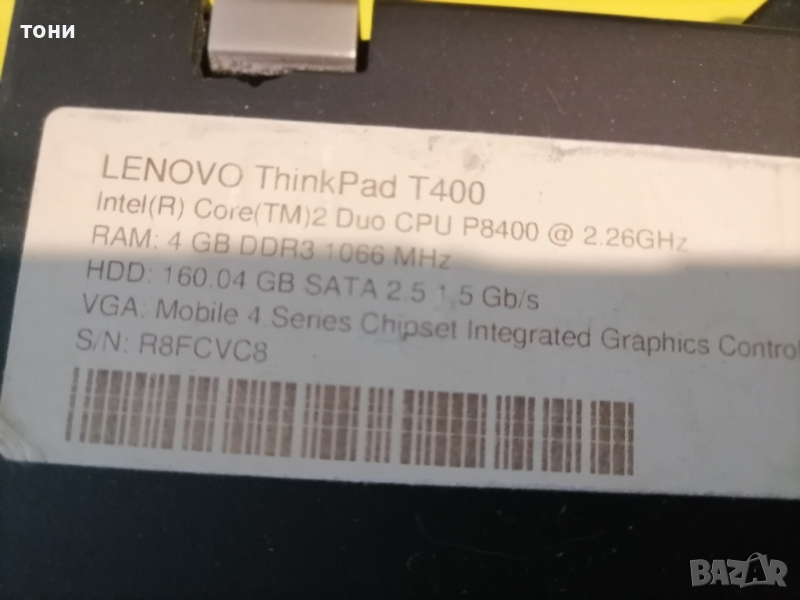 тони
LENOVO ThinkPad T400
Intel(R) Core(TM)2 Duo CPU P8400 @ 2.26GHz
RAM: 4 GB DDR3 1066 MHz
HDD: 160.04 GB SATA 2.5 1,5 Gb/s
VGA: Mobile 4 Series Chipset Integrated Graphics Control
S/N: R8FCVC8
BAZAR